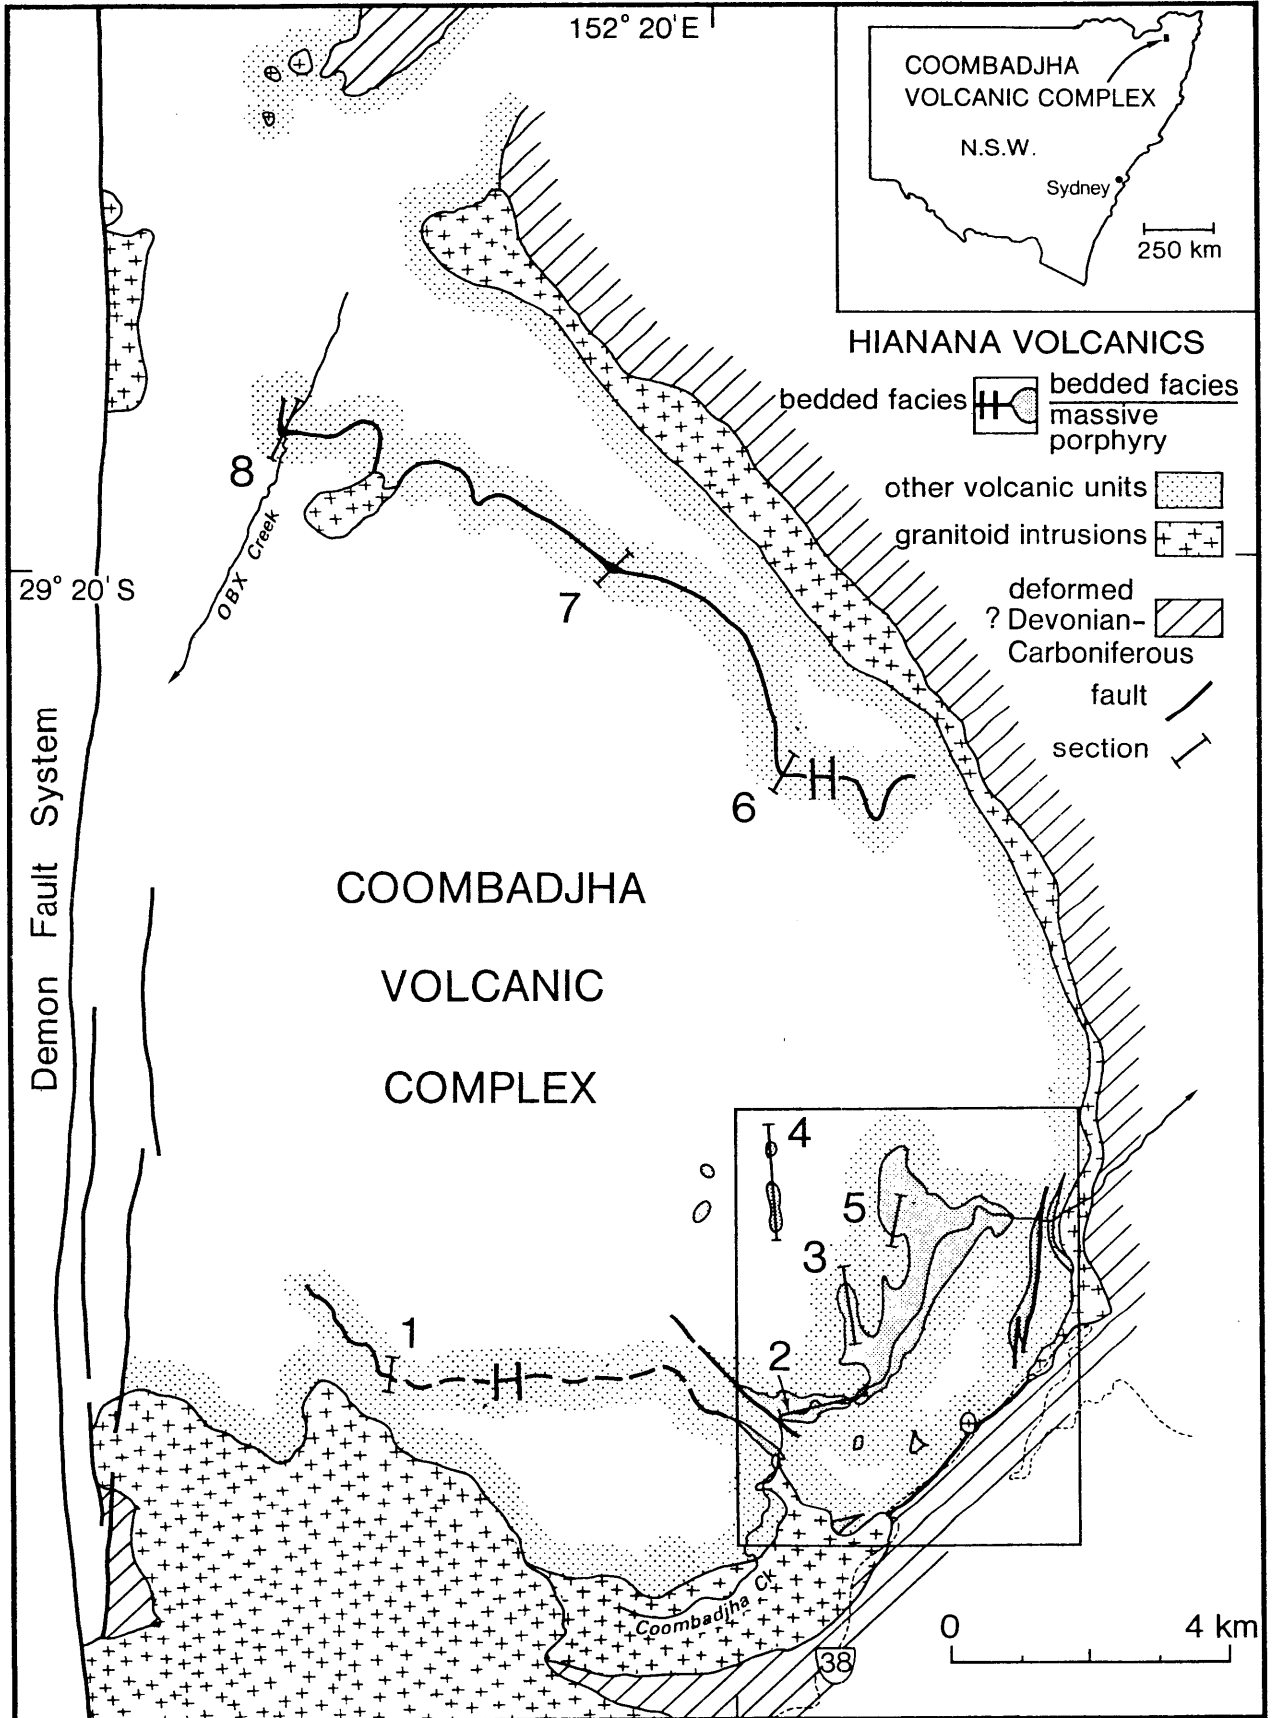 152° 20' E
COOMBADJHA
VOLCANIC COMPLEX
N.S.W.
Sydney
250 km
HIANANA VOLCANICS
bedded facies
H
bedded facies
massive
porphyry
other volcanic units
granitoid intrusions
deformed
? Devonian-
Carboniferous
fault
section
29° 20' S
8
OBX Creek
7
6
H
Demon Fault System
COOMBADJHA
VOLCANIC
COMPLEX
4
5
3
2
1
H
Coombadjha Ck
38
0
4 km